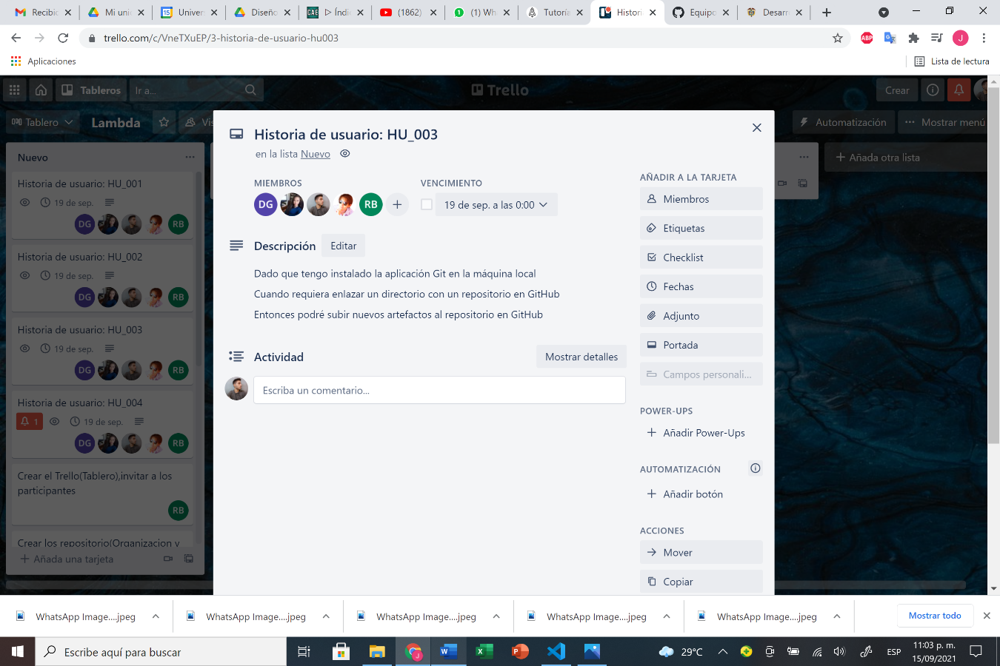 Recibic
Mi uni
Univer
Diseño
CAE
ᐅ Índi
(1862)
(1) Wh
Tutoria
Histori
Equipo
Desarr
trello.com/c/VneTXuEP/3-historia-de-usuario-hu003
ABP
J
Aplicaciones
Lista de lectura
Tableros
Ir a...
Trello
Crear
Tablero
Lambda
Vis
Automatización
Mostrar menú
Nuevo
Historia de usuario: HU_001
19 de sep.
DG
RB
Historia de usuario: HU_002
19 de sep.
DG
RB
Historia de usuario: HU_003
19 de sep.
DG
RB
Historia de usuario: HU_004
1
19 de sep.
DG
RB
Crear el Trello(Tablero),invitar a los
participantes
RB
Crear los repositorio(Organizacion y
Añada una tarjeta
Historia de usuario: HU_003
en la lista Nuevo
MIEMBROS
VENCIMIENTO
DG
RB
19 de sep. a las 0:00
Descripción
Editar
Dado que tengo instalado la aplicación Git en la máquina local
Cuando requiera enlazar un directorio con un repositorio en GitHub
Entonces podré subir nuevos artefactos al repositorio en GitHub
Actividad
Mostrar detalles
Escriba un comentario...
AÑADIR A LA TARJETA
Miembros
Etiquetas
Checklist
Fechas
Adjunto
Portada
Campos personali...
POWER-UPS
Añadir Power-Ups
AUTOMATIZACIÓN
Añadir botón
ACCIONES
Mover
Copiar
Añada otra lista
WhatsApp Image....jpeg
WhatsApp Image....jpeg
WhatsApp Image....jpeg
WhatsApp Image....jpeg
WhatsApp Image....jpeg
Mostrar todo
Escribe aquí para buscar
29°C
ESP
11:03 p. m.
15/09/2021